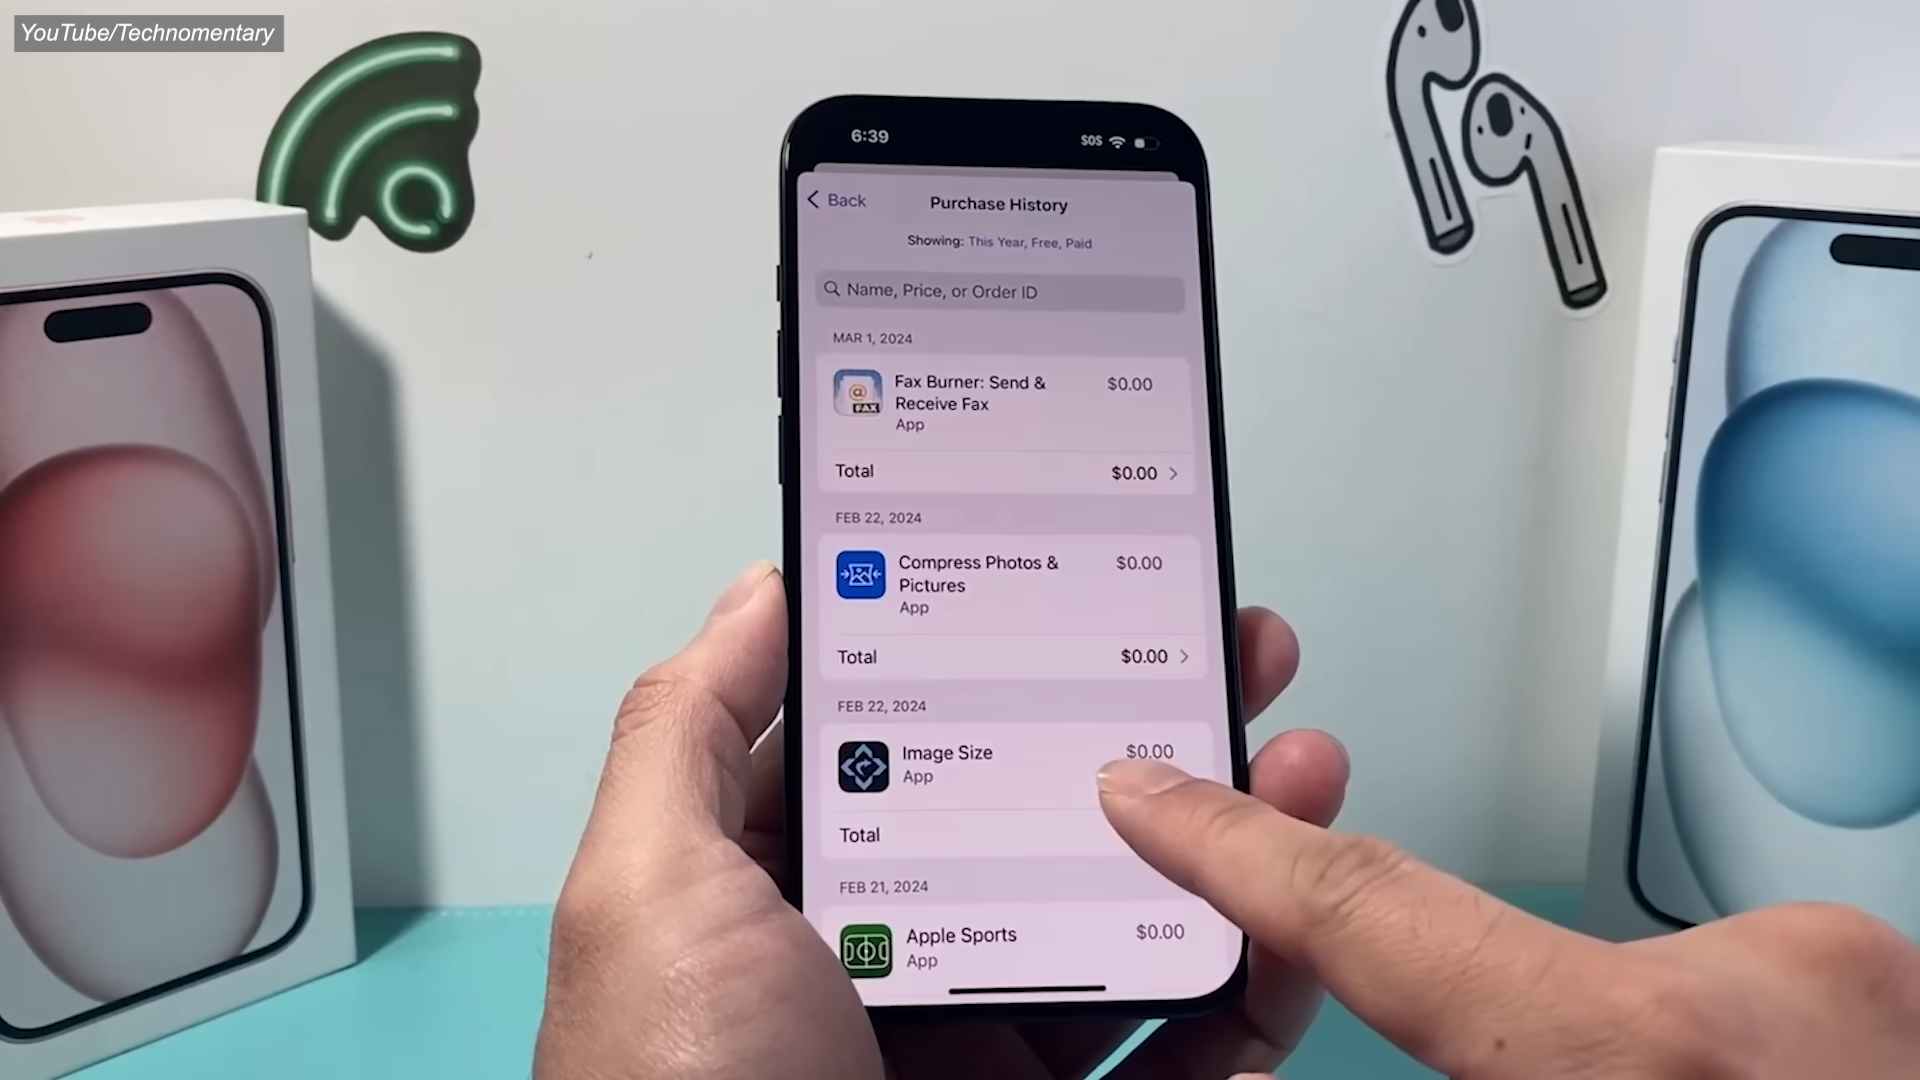 YouTube/Technomentary
6:39
SOS
Back
Purchase History
Showing: This Year, Free, Paid
Name, Price, or Order ID
MAR 1, 2024
Fax Burner: Send & $0.00
Receive Fax
App
@
FAX
Total $0.00
FEB 22, 2024
Compress Photos & $0.00
Pictures
App
Total $0.00
FEB 22, 2024
Image Size $0.00
App
Total
FEB 21, 2024
Apple Sports $0.00
App